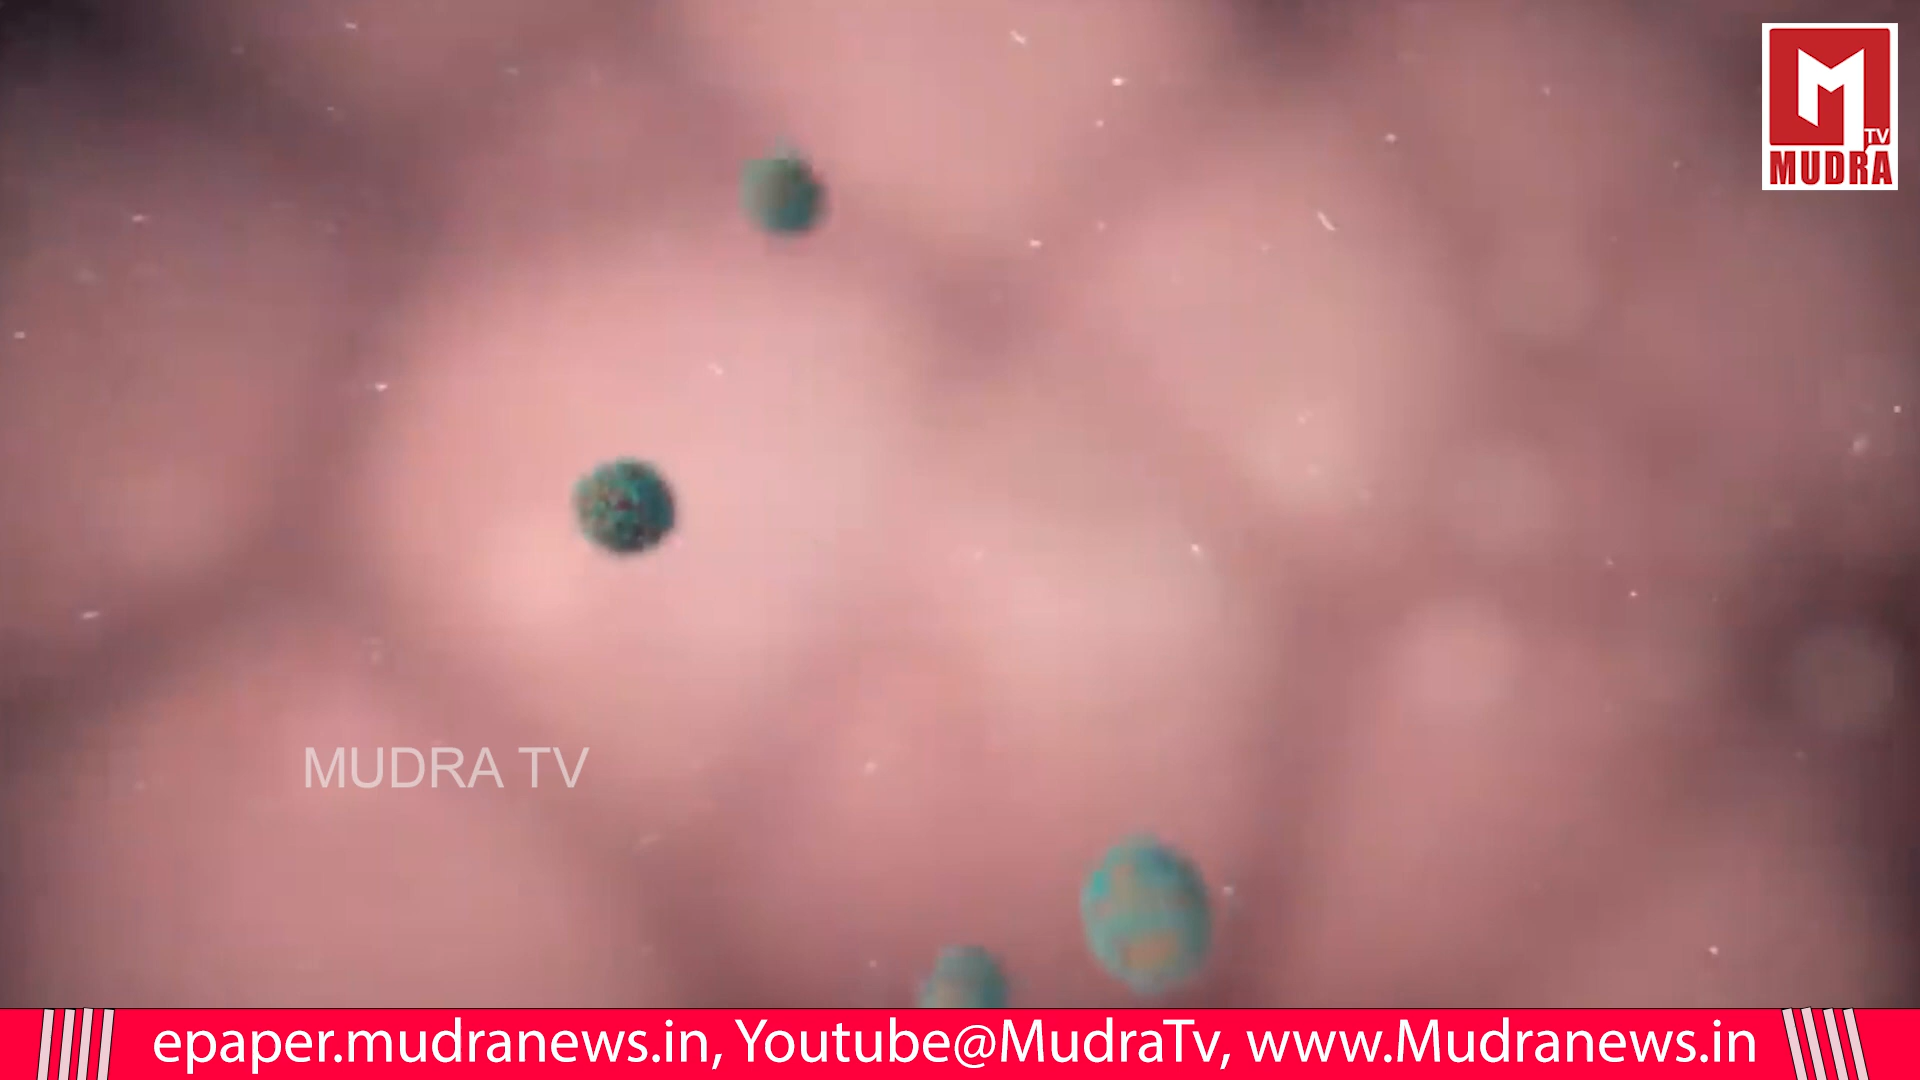 M
TV
MUDRA
MUDRA TV
epaper.mudranews.in, Youtube@MudraTv, www.Mudranews.in